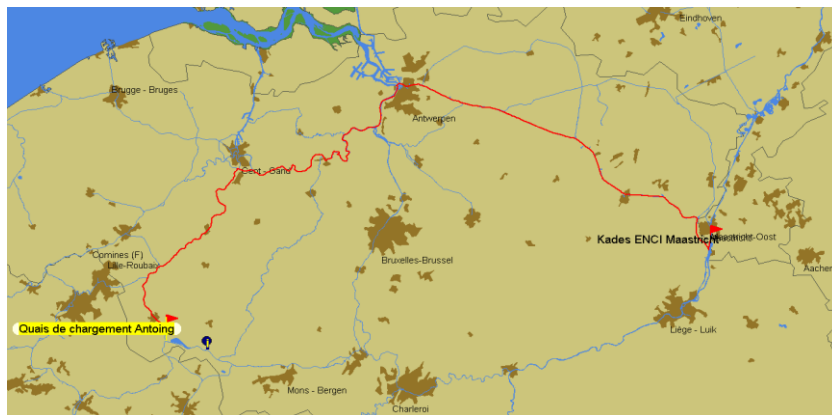 Eindhoven
Brugge - Bruges
Antwerpen
Gent - Gand
Kades ENCI Maastricht
Comines (F)
Bruxelles-Brussel
Lille-Roubaix
Aachen
Quais de chargement Antoing
Liège - Luik
Mons - Bergen
Charleroi